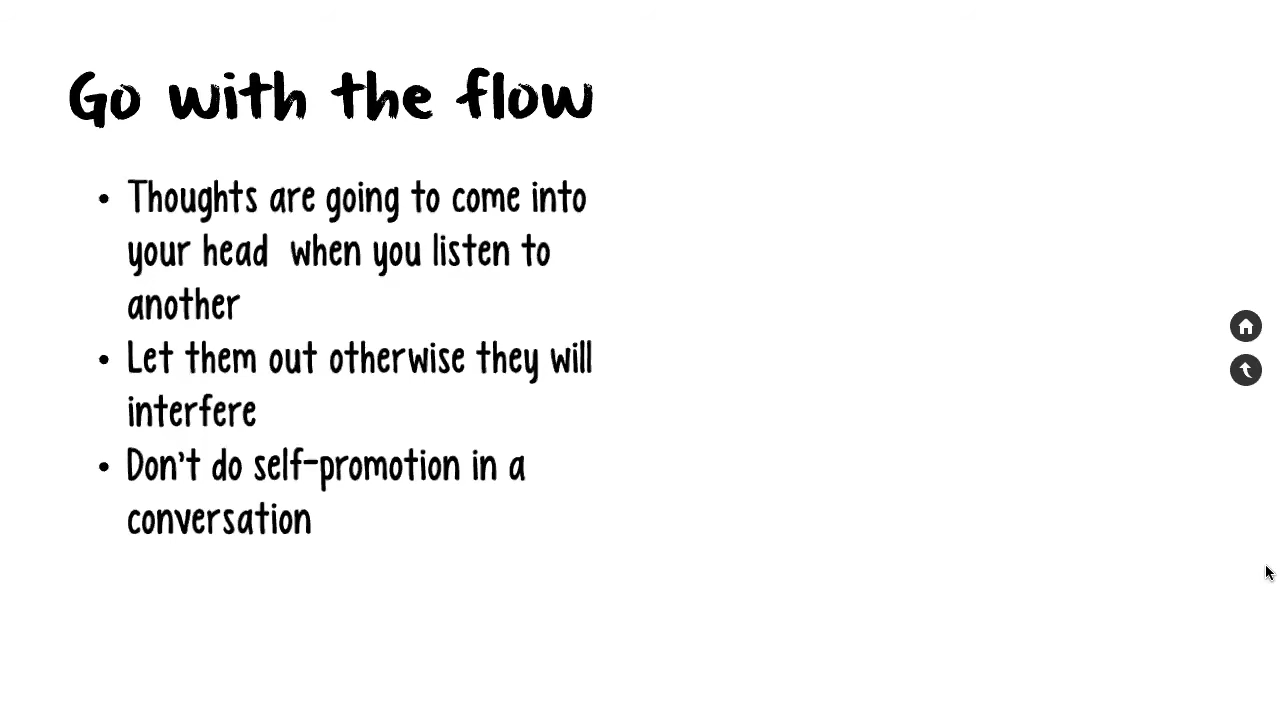 Go with the flow
• Thoughts are going to come into
your head  when you listen to
another
• Let them out otherwise they will
interfere
• Don't do self-promotion in a
conversation